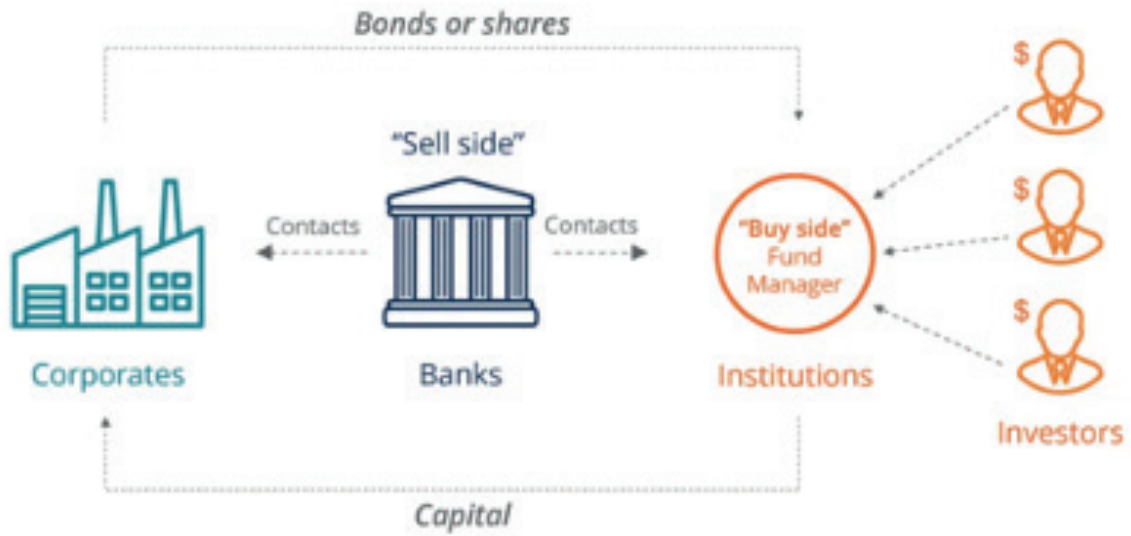 Bonds or shares
"Sell side"
Contacts
Contacts
"Buy side"
Fund
Manager
$
$
$
Corporates
Banks
Institutions
Investors
Capital